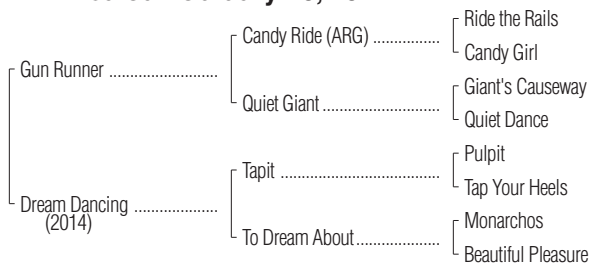 Ride the Rails
Candy Ride (ARG) ................
Candy Girl
Gun Runner ..........................
Giant's Causeway
Quiet Giant ............................
Quiet Dance
Pulpit
Tapit ......................................
Tap Your Heels
Dream Dancing ....................
(2014)
Monarchos
To Dream About....................
Beautiful Pleasure